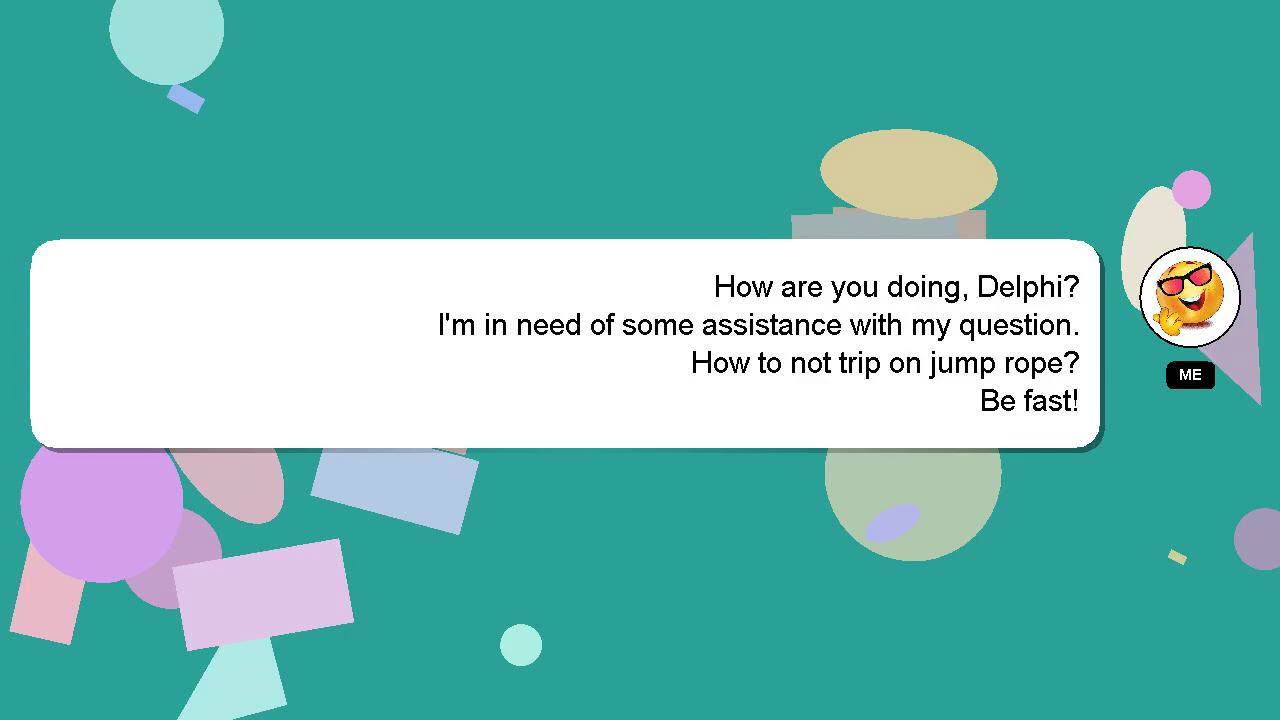 How are you doing, Delphi?
I'm in need of some assistance with my question.
How to not trip on jump rope?
Be fast!
ME